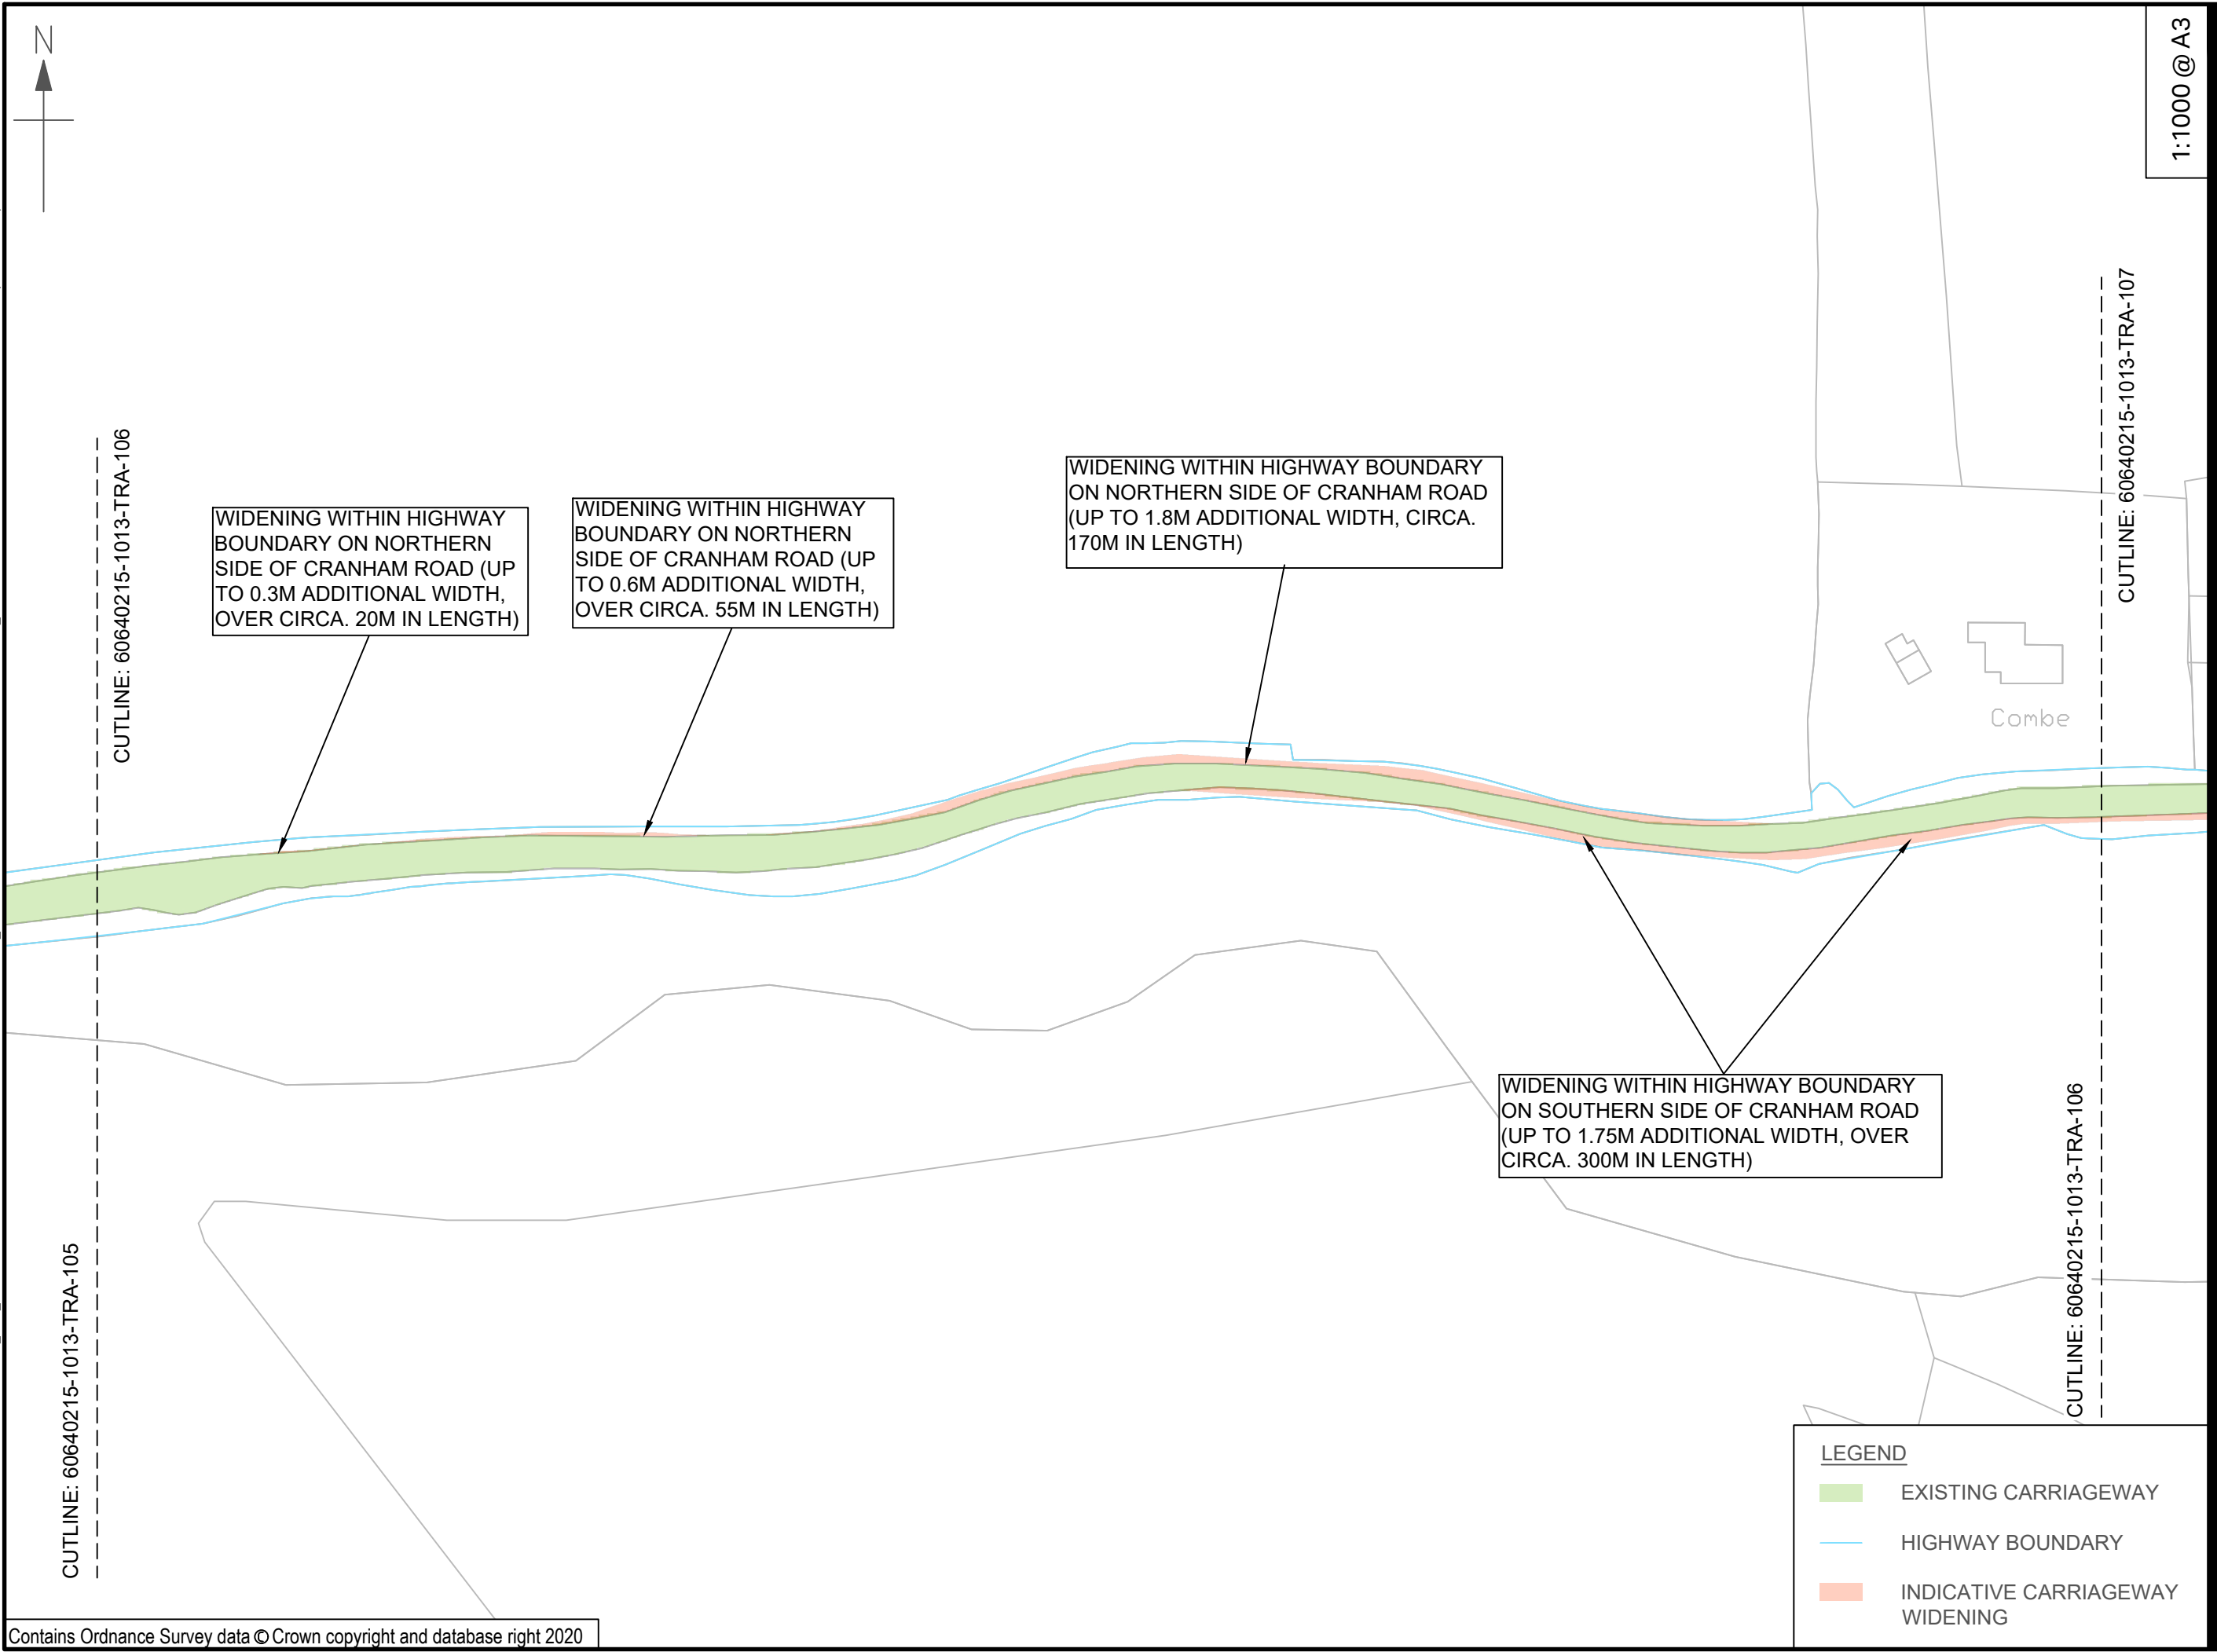 N
1:1000 @ A3
CUTLINE: 60640215-1013-TRA-106
WIDENING WITHIN HIGHWAY
BOUNDARY ON NORTHERN
SIDE OF CRANHAM ROAD (UP
TO 0.3M ADDITIONAL WIDTH,
OVER CIRCA. 20M IN LENGTH)
WIDENING WITHIN HIGHWAY
BOUNDARY ON NORTHERN
SIDE OF CRANHAM ROAD (UP
TO 0.6M ADDITIONAL WIDTH,
OVER CIRCA. 55M IN LENGTH)
WIDENING WITHIN HIGHWAY BOUNDARY
ON NORTHERN SIDE OF CRANHAM ROAD
(UP TO 1.8M ADDITIONAL WIDTH, CIRCA.
170M IN LENGTH)
CUTLINE: 60640215-1013-TRA-107
Combe
WIDENING WITHIN HIGHWAY BOUNDARY
ON SOUTHERN SIDE OF CRANHAM ROAD
(UP TO 1.75M ADDITIONAL WIDTH, OVER
CIRCA. 300M IN LENGTH)
CUTLINE: 60640215-1013-TRA-105
CUTLINE: 60640215-1013-TRA-106
LEGEND
EXISTING CARRIAGEWAY
HIGHWAY BOUNDARY
INDICATIVE CARRIAGEWAY
WIDENING
Contains Ordnance Survey data © Crown copyright and database right 2020